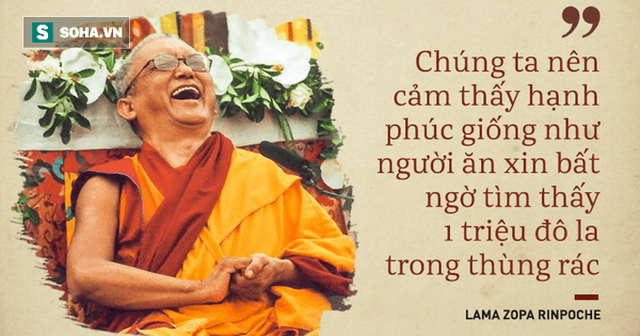 S SOHA.VN
”
Chúng ta nên
cảm thấy hạnh
phúc giống như
người ăn xin bất
ngờ tìm thấy
1 triệu đô la
trong thùng rác
LAMA ZOPA RINPOCHE